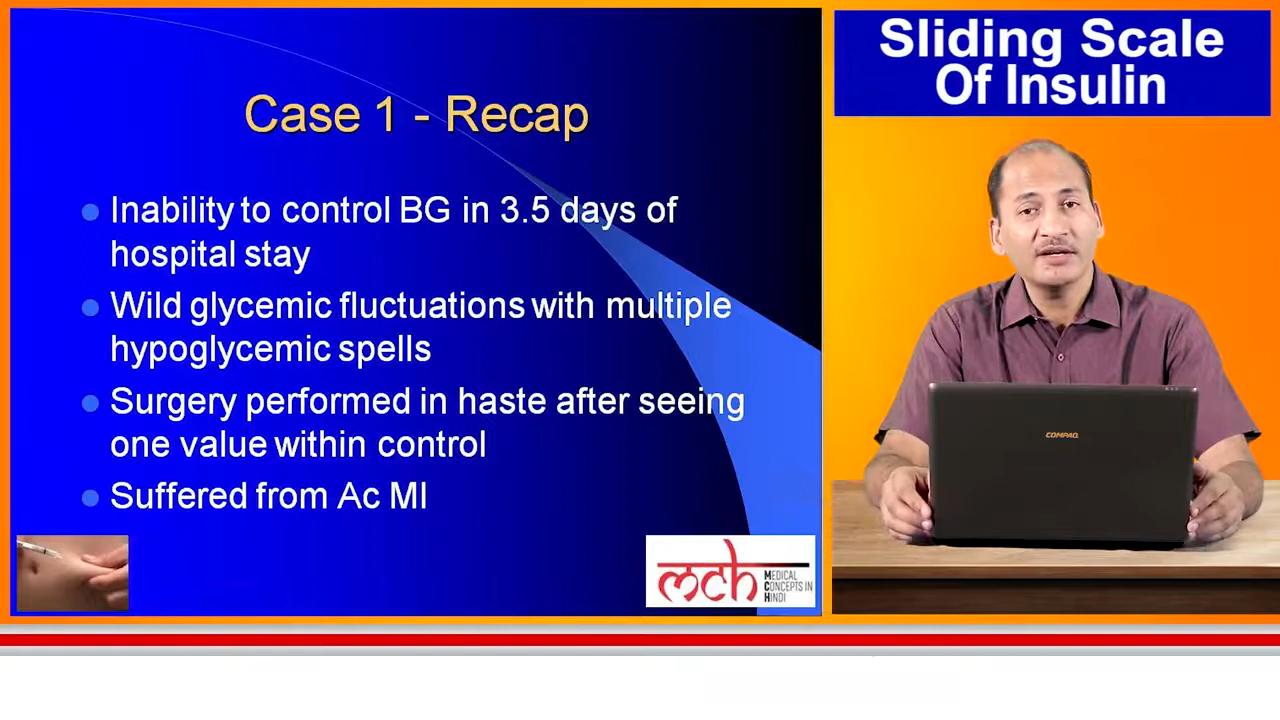 Case 1 - Recap
Inability to control BG in 3.5 days of
hospital stay
Wild glycemic fluctuations with multiple
hypoglycemic spells
Surgery performed in haste after seeing
one value within control
Suffered from Ac MI
mch
MEDICAL
CONCEPTS IN
HINDI
Sliding Scale
Of Insulin
COMPAQ